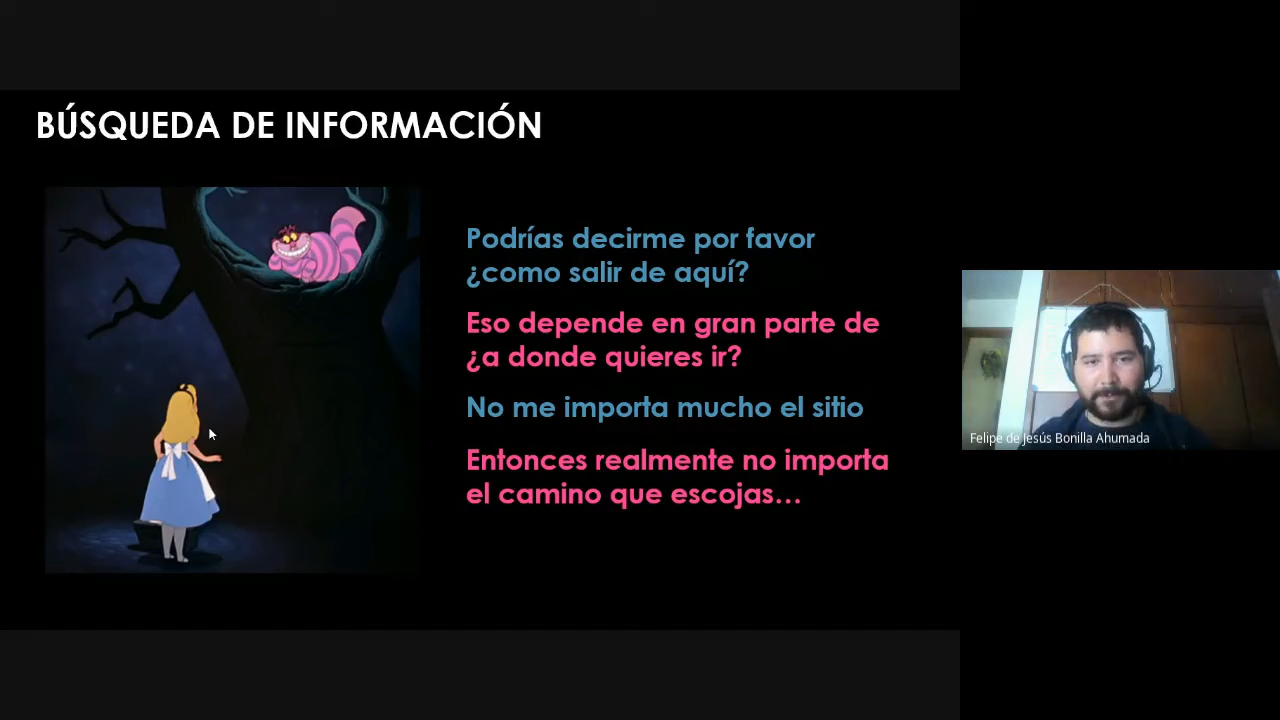 BÚSQUEDA DE INFORMACIÓN
Podrías decirme por favor
¿como salir de aquí?
Eso depende en gran parte de
¿a donde quieres ir?
No me importa mucho el sitio
Entonces realmente no importa
el camino que escojas...
Felipe de Jesús Bonilla Ahumada